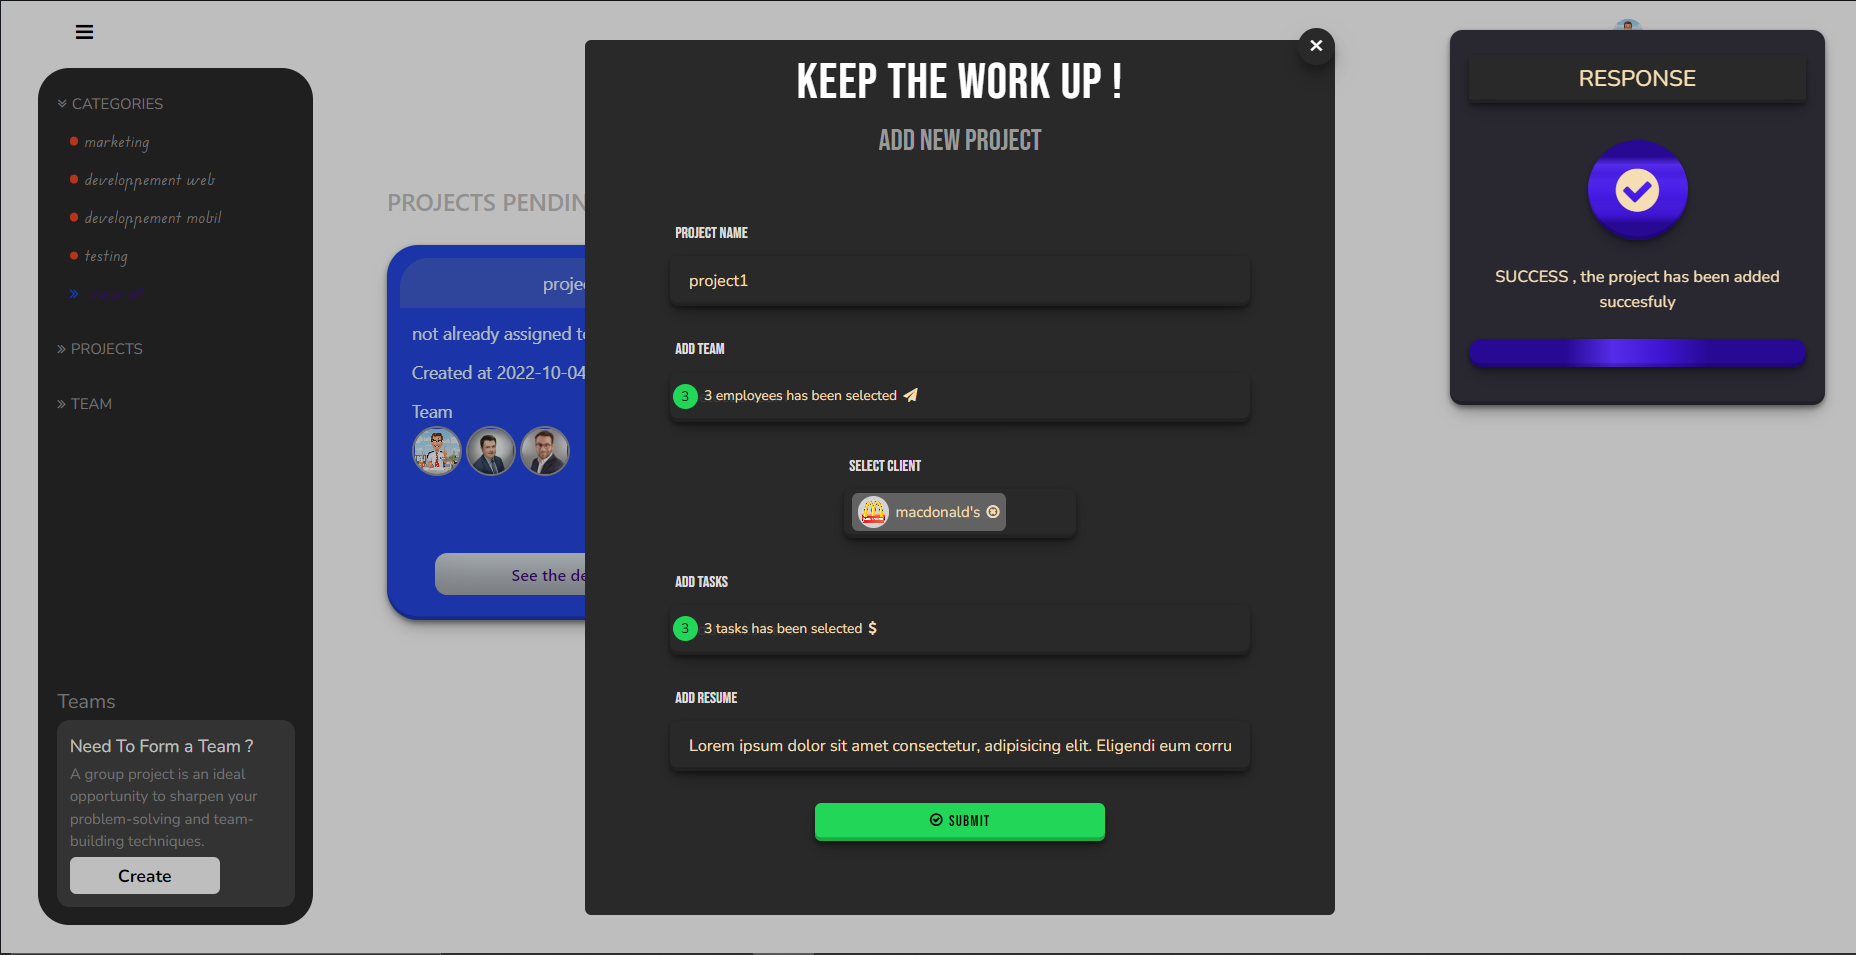 CATEGORIES
marketing
developpement web
developpement mobil
testing
PROJECTS
TEAM
Teams
Need To Form a Team ?
A group project is an ideal
opportunity to sharpen your
problem-solving and team-
building techniques.
Create
PROJECTS PENDIN
projec
not already assigned to
Created at 2022-10-04
Team
See the de
KEEP THE WORK UP !
ADD NEW PROJECT
PROJECT NAME
project1
ADD TEAM
3 3 employees has been selected
SELECT CLIENT
macdonald's
ADD TASKS
3 3 tasks has been selected $
ADD RESUME
Lorem ipsum dolor sit amet consectetur, adipisicing elit. Eligendi eum corru
SUBMIT
RESPONSE
SUCCESS , the project has been added
succesfuly